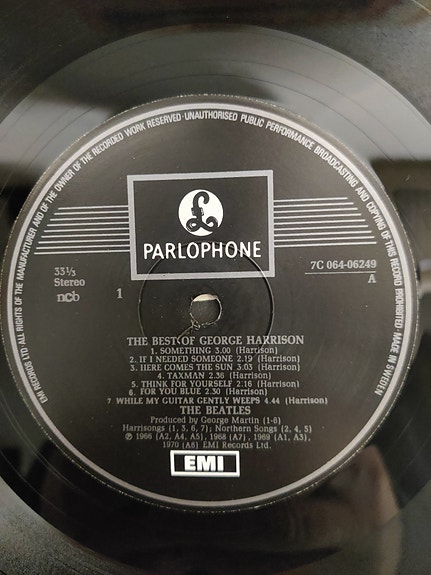 EMI RECORDS LTD ALL RIGHTS OF THE MANUFACTURER AND OF THE OWNER OF THE RECORDED WORK RESERVED·UNAUTHORISED PUBLIC PERFORMANCE BROADCASTING AND COPYING OF THIS RECORD PROHIBITED MADE IN SWEDEN
£
PARLOPHONE
33⅓
Stereo
ncb
1
7C 064-06249
A
THE BEST OF GEORGE HARRISON
1. SOMETHING 3.00 (Harrison)
2. IF I NEEDED SOMEONE 2.19 (Harrison)
3. HERE COMES THE SUN 3.03 (Harrison)
4. TAXMAN 2.36 (Harrison)
5. THINK FOR YOURSELF 2.16 (Harrison)
6. FOR YOU BLUE 2.30 (Harrison)
7 WHILE MY GUITAR GENTLY WEEPS 4.44 (Harrison)
THE BEATLES
Produced by George Martin (1-6)
Harrisongs (1, 3, 6, 7); Northern Songs (2, 4, 5)
℗ 1966 (A2, A4, A5), 1968 (A7), 1969 (A1, A3),
1970 (A6) EMI Records Ltd.
EMI